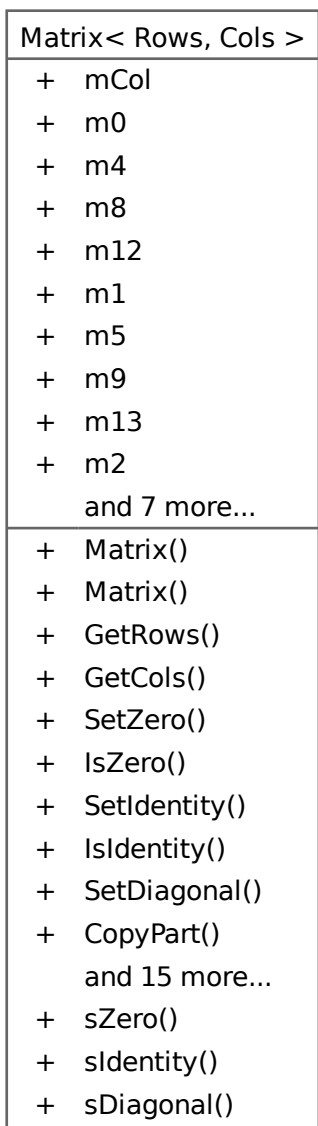 Matrix< Rows, Cols >
+ mCol
+ m0
+ m4
+ m8
+ m12
+ m1
+ m5
+ m9
+ m13
+ m2
and 7 more...
+ Matrix()
+ Matrix()
+ GetRows()
+ GetCols()
+ SetZero()
+ IsZero()
+ SetIdentity()
+ IsIdentity()
+ SetDiagonal()
+ CopyPart()
and 15 more...
+ sZero()
+ sIdentity()
+ sDiagonal()